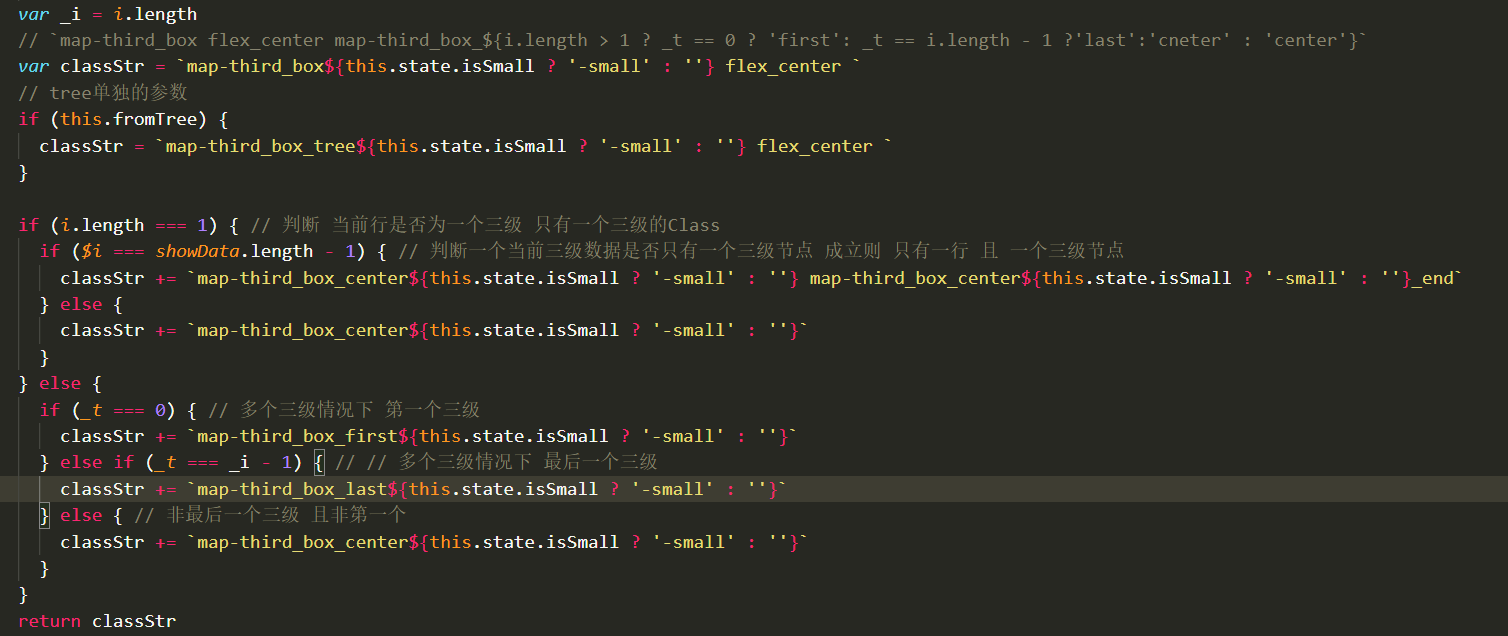 var _i = i.length
// `map-third_box flex_center map-third_box_${i.length > 1 ? _t == 0 ? 'first': _t == i.length - 1 ?'last':'cneter' : 'center'}`
var classStr = `map-third_box${this.state.isSmall ? '-small' : ''} flex_center `
// tree单独的参数
if (this.fromTree) {
  classStr = `map-third_box_tree${this.state.isSmall ? '-small' : ''} flex_center `
}

if (i.length === 1) { // 判断 当前行是否为一个三级 只有一个三级的Class
  if ($i === showData.length - 1) { // 判断一个当前三级数据是否只有一个三级节点 成立则 只有一行 且 一个三级节点
    classStr += `map-third_box_center${this.state.isSmall ? '-small' : ''} map-third_box_center${this.state.isSmall ? '-small' : ''}_end`
  } else {
    classStr += `map-third_box_center${this.state.isSmall ? '-small' : ''}`
  }
} else {
  if (_t === 0) { // 多个三级情况下 第一个三级
    classStr += `map-third_box_first${this.state.isSmall ? '-small' : ''}`
  } else if (_t === _i - 1) { // // 多个三级情况下 最后一个三级
    classStr += `map-third_box_last${this.state.isSmall ? '-small' : ''}`
  } else { // 非最后一个三级 且非第一个
    classStr += `map-third_box_center${this.state.isSmall ? '-small' : ''}`
  }
}
return classStr